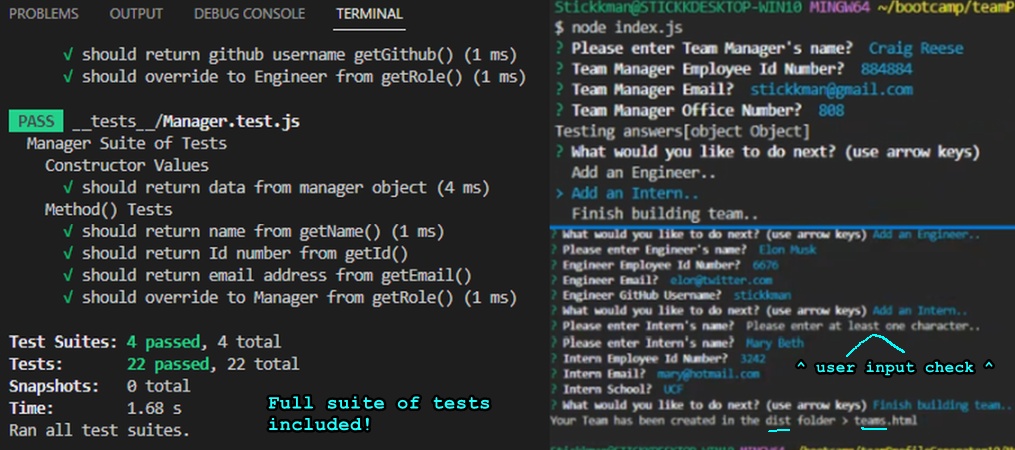 PROBLEMS OUTPUT DEBUG CONSOLE TERMINAL
√ should return github username getGithub() (1 ms)
√ should override to Engineer from getRole() (1 ms)
PASS __tests__/Manager.test.js
Manager Suite of Tests
Constructor Values
√ should return data from manager object (4 ms)
Method() Tests
√ should return name from getName() (1 ms)
√ should return Id number from getId()
√ should return email address from getEmail()
√ should override to Manager from getRole() (1 ms)
Test Suites: 4 passed, 4 total
Tests: 22 passed, 22 total
Snapshots: 0 total
Time: 1.68 s
Ran all test suites.
Full suite of tests
included!
Stickkman@STICKKDESKTOP-WIN10 MINGW64 ~/bootcamp/teamP
$ node index.js
? Please enter Team Manager's name? Craig Reese
? Team Manager Employee Id Number? 884884
? Team Manager Email? stickkman@gmail.com
? Team Manager Office Number? 808
Testing answers[object Object]
? What would you like to do next? (use arrow keys)
Add an Engineer..
> Add an Intern..
Finish building team..
? What would you like to do next? (use arrow keys) Add an Engineer..
? Please enter Engineer's name? Elon Musk
? Engineer Employee Id Number? 6676
? Engineer Email? elon@twitter.com
? Engineer GitHub Username? stickkman
? What would you like to do next? (use arrow keys) Add an Intern..
? Please enter Intern's name? Please enter at least one character..
? Please enter Intern's name? Mary Beth
? Intern Employee Id Number? 3242
^ user input check ^
? Intern Email? mary@hotmail.com
? Intern School? UCF
? What would you like to do next? (use arrow keys) Finish building team..
Your Team has been created in the dist folder > teams.html